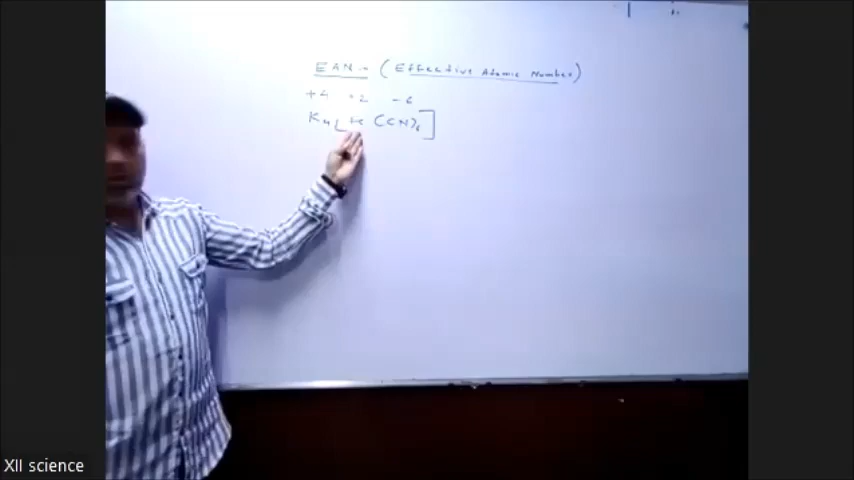 EAN - (Effective Atomic Number)
+4 +2 -6
K4[Fe(CN)6]
XII science